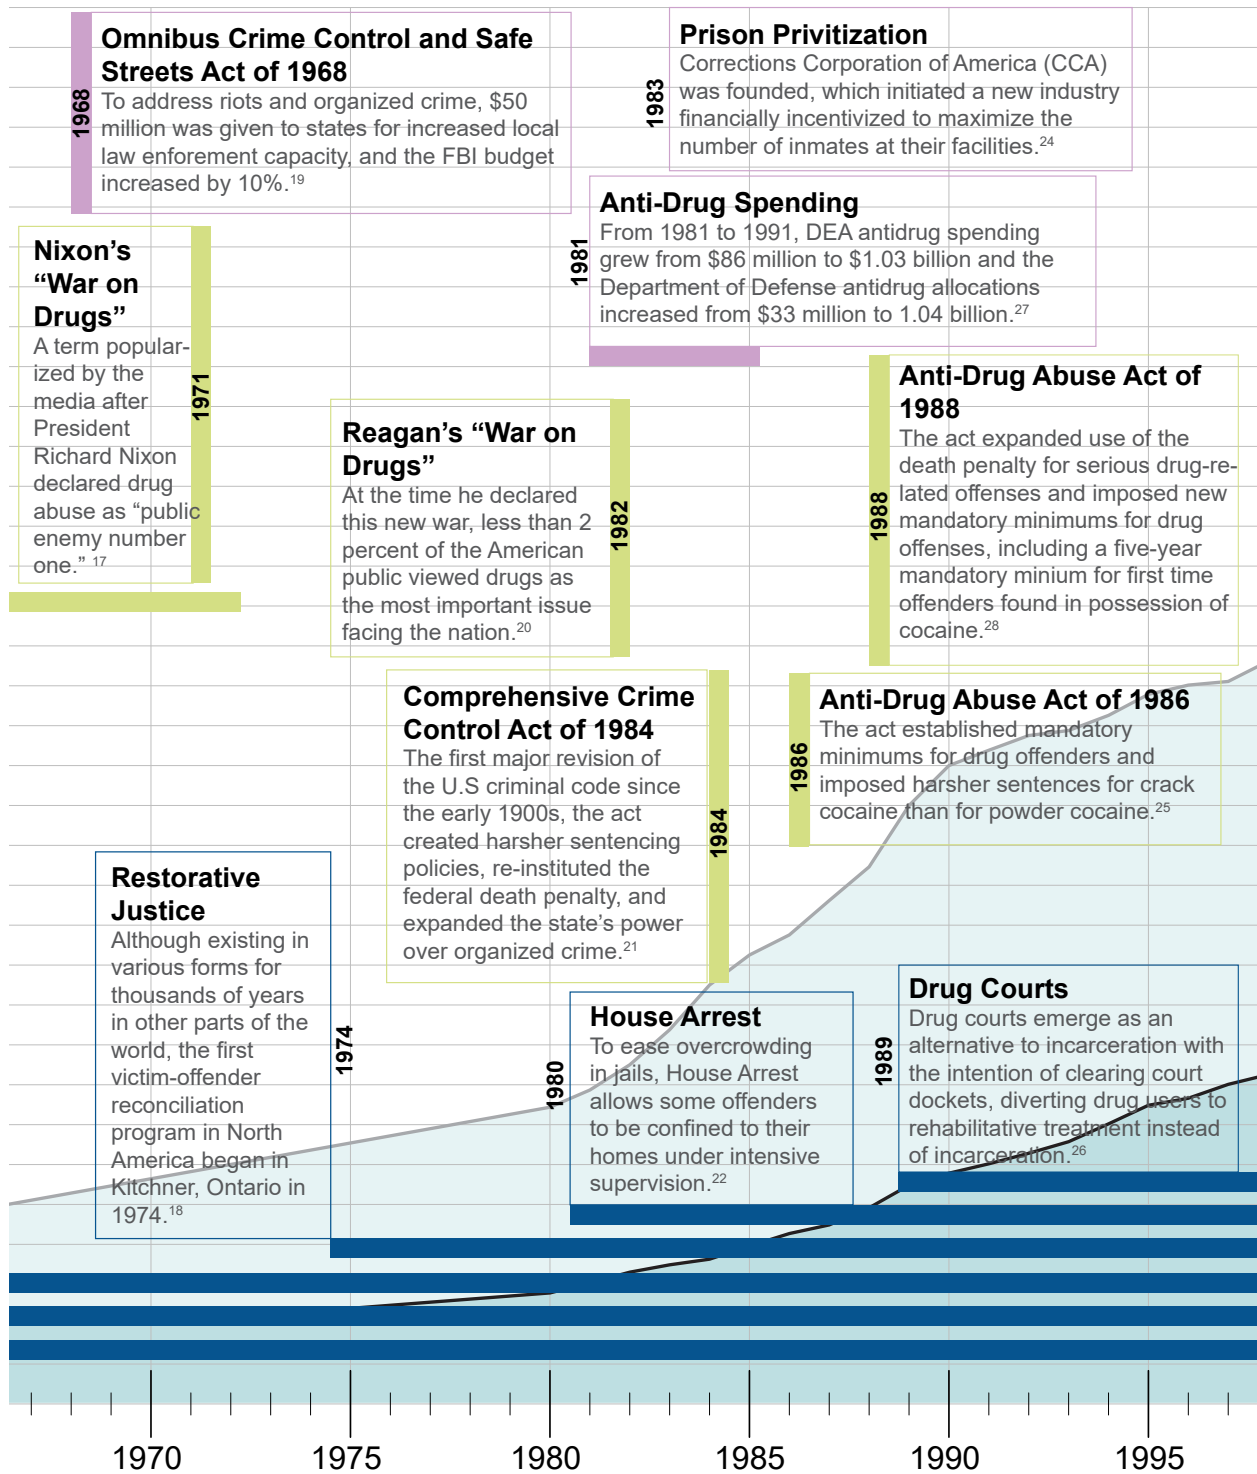 Omnibus Crime Control and Safe
Streets Act of 1968
1968
To address riots and organized crime, $50
million was given to states for increased local
law enforement capacity, and the FBI budget
increased by 10%.19
Prison Privitization
1983
Corrections Corporation of America (CCA)
was founded, which initiated a new industry
financially incentivized to maximize the
number of inmates at their facilities.24
Anti-Drug Spending
1981
From 1981 to 1991, DEA antidrug spending
grew from $86 million to $1.03 billion and the
Department of Defense antidrug allocations
increased from $33 million to 1.04 billion.27
Nixon’s
“War on
Drugs”
1971
A term popular-
ized by the
media after
President
Richard Nixon
declared drug
abuse as “public
enemy number
one.” 17
Reagan’s “War on
Drugs”
1982
At the time he declared
this new war, less than 2
percent of the American
public viewed drugs as
the most important issue
facing the nation.20
Anti-Drug Abuse Act of
1988
1988
The act expanded use of the
death penalty for serious drug-re-
lated offenses and imposed new
mandatory minimums for drug
offenses, including a five-year
mandatory minium for first time
offenders found in possession of
cocaine.28
Comprehensive Crime
Control Act of 1984
1984
The first major revision of
the U.S criminal code since
the early 1900s, the act
created harsher sentencing
policies, re-instituted the
federal death penalty, and
expanded the state’s power
over organized crime.21
Anti-Drug Abuse Act of 1986
1986
The act established mandatory
minimums for drug offenders and
imposed harsher sentences for crack
cocaine than for powder cocaine.25
Restorative
Justice
1974
Although existing in
various forms for
thousands of years
in other parts of the
world, the first
victim-offender
reconciliation
program in North
America began in
Kitchner, Ontario in
1974.18
House Arrest
1980
To ease overcrowding
in jails, House Arrest
allows some offenders
to be confined to their
homes under intensive
supervision.22
Drug Courts
1989
Drug courts emerge as an
alternative to incarceration with
the intention of clearing court
dockets, diverting drug users to
rehabilitative treatment instead
of incarceration.26
1970 1975 1980 1985 1990 1995